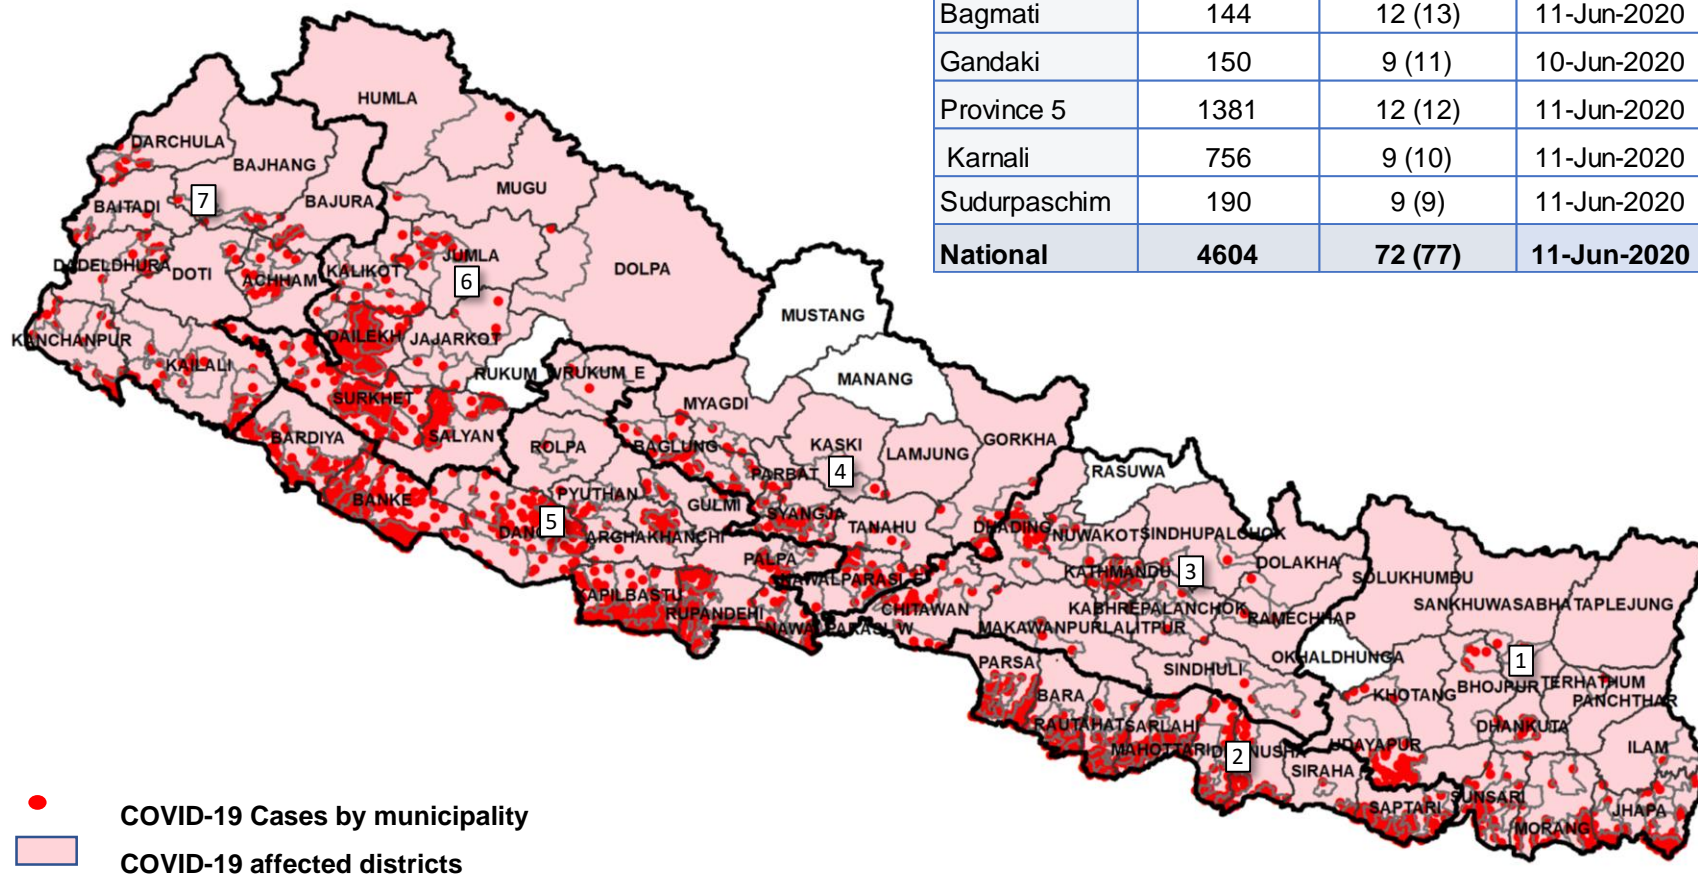 Bagmati 144 12 (13) 11-Jun-2020
Gandaki 150 9 (11) 10-Jun-2020
Province 5 1381 12 (12) 11-Jun-2020
Karnali 756 9 (10) 11-Jun-2020
Sudurpaschim 190 9 (9) 11-Jun-2020
National 4604 72 (77) 11-Jun-2020
HUMLA
DARCHULA
BAJHANG
MUGU
7
BAJURA
BAITADI
JUMLA
DADELDHURA
DOTI
KALIKOT
DOLPA
ACHHAM
6
MUSTANG
KANCHANPUR
DAILEKH
JAJARKOT
KAILALI
RUKUM_W
RUKUM_E
MANANG
SURKHET
MYAGDI
BARDIYA
SALYAN
ROLPA
BAGLUNG
KASKI
LAMJUNG
GORKHA
PARBAT
4
RASUWA
BANKE
PYUTHAN
GULMI
SYANGJA
TANAHU
DHADING
NUWAKOT
SINDHUPALCHOK
DANG
5
ARGHAKHANCHI
PALPA
DOLAKHA
KATHMANDU
3
NAWALPARASI_E
SOLUKHUMBU
KAPILBASTU
RUPANDEHI
CHITAWAN
KABHREPALANCHOK
RAMECHHAP
SANKHUWASABHA
TAPLEJUNG
NAWALPARASI_W
MAKAWANPUR
LALITPUR
PARSA
SINDHULI
OKHALDHUNGA
1
BARA
KHOTANG
BHOJPUR
TERHATHUM
PANCHTHAR
RAUTAHAT
SARLAHI
DHANKUTA
MAHOTTARI
DHANUSHA
2
UDAYAPUR
ILAM
SIRAHA
SAPTARI
SUNSARI
MORANG
JHAPA
COVID-19 Cases by municipality
COVID-19 affected districts